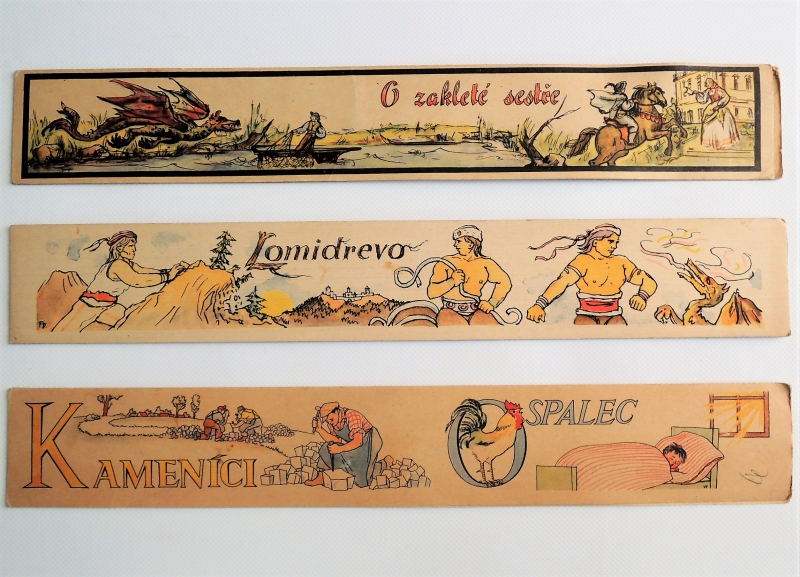 O zakleté sestře
Lomidrevo
KAMENÍCI
OSPALEC